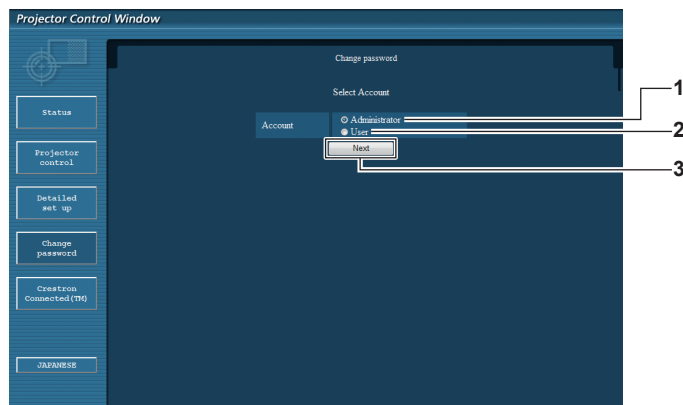 Projector Control Window
Change password
Select Account
Account
Administrator
User
Next
Status
Projector
control
Detailed
set up
Change
password
Crestron
Connected(TM)
JAPANESE
1
2
3